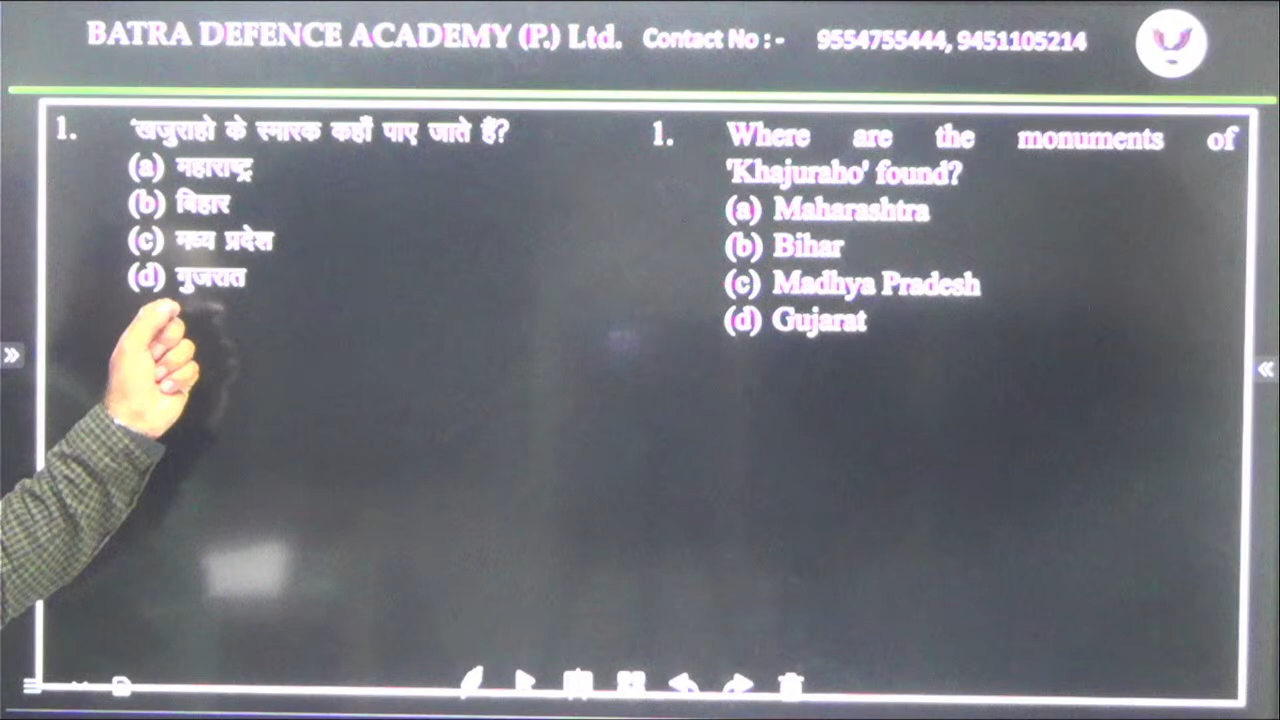 BATRA DEFENCE ACADEMY (P.) Ltd. Contact No :- 9554755444, 9451105214
1. 'खजुराहो के स्मारक कहाँ पाए जाते हैं?
(a) महाराष्ट्र
(b) बिहार
(c) मध्य प्रदेश
(d) गुजरात
1. Where are the monuments of
'Khajuraho' found?
(a) Maharashtra
(b) Bihar
(c) Madhya Pradesh
(d) Gujarat